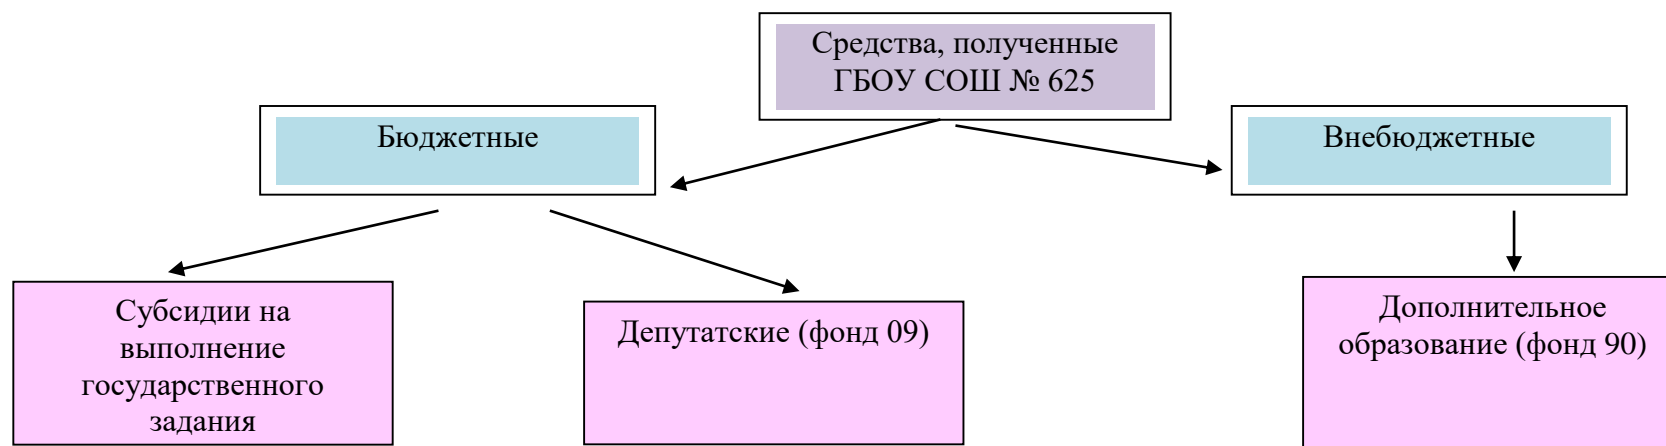 Средства, полученные
ГБОУ СОШ № 625
Бюджетные
Внебюджетные
Субсидии на
выполнение
государственного
задания
Депутатские (фонд 09)
Дополнительное
образование (фонд 90)